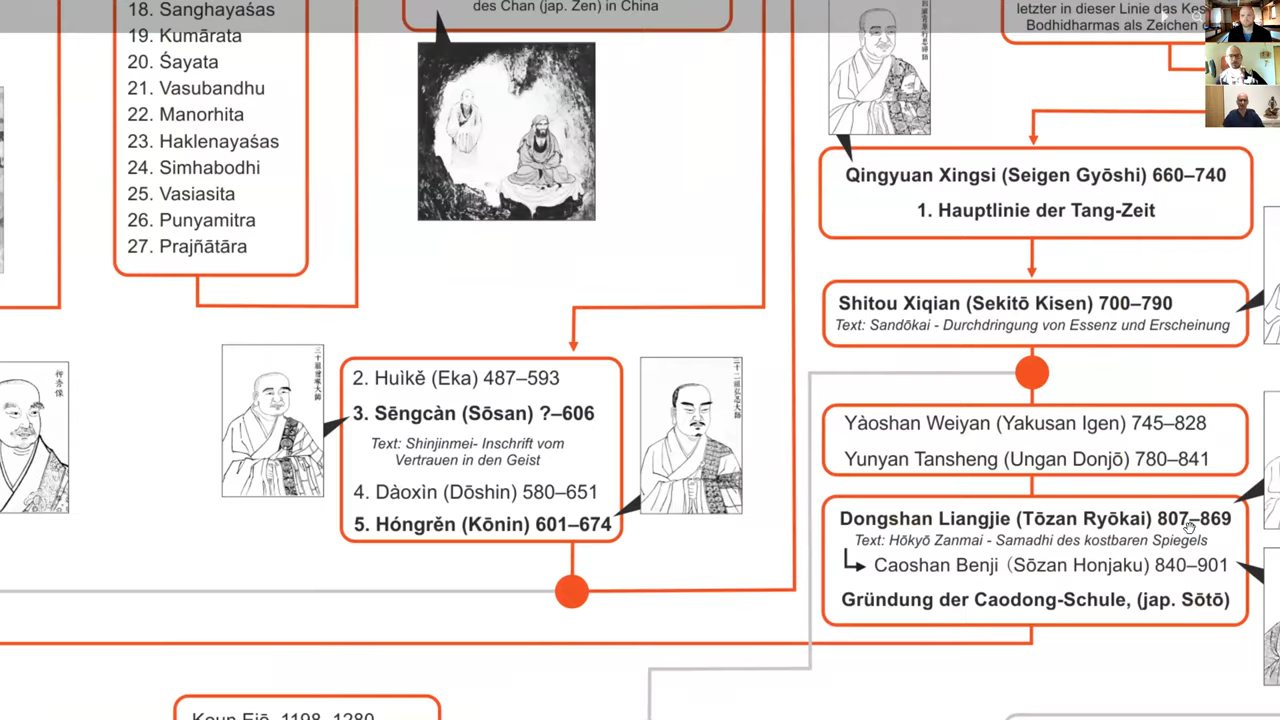 18. Sanghayaśas
19. Kumārata
20. Śayata
21. Vasubandhu
22. Manorhita
23. Haklenayaśas
24. Simhabodhi
25. Vasiasita
26. Punyamitra
27. Prajñātāra
des Chan (jap. Zen) in China
letzter in dieser Linie das
Bodhidharmas als Zeichen
Qingyuan Xingsi (Seigen Gyōshi) 660–740
1. Hauptlinie der Tang-Zeit
Shitou Xiqian (Sekitō Kisen) 700–790
Text: Sandōkai - Durchdringung von Essenz und Erscheinung
2. Huìkě (Eka) 487–593
3. Sēngcàn (Sōsan) ?–606
Text: Shinjinmei- Inschrift vom
Vertrauen in den Geist
4. Dàoxìn (Dōshin) 580–651
5. Hóngrěn (Kōnin) 601–674
Yàoshan Weiyan (Yakusan Igen) 745–828
Yunyan Tansheng (Ungan Donjō) 780–841
Dongshan Liangjie (Tōzan Ryōkai) 807–869
Text: Hōkyō Zanmai - Samadhi des kostbaren Spiegels
Caoshan Benji (Sōzan Honjaku) 840–901
Gründung der Caodong-Schule, (jap. Sōtō)